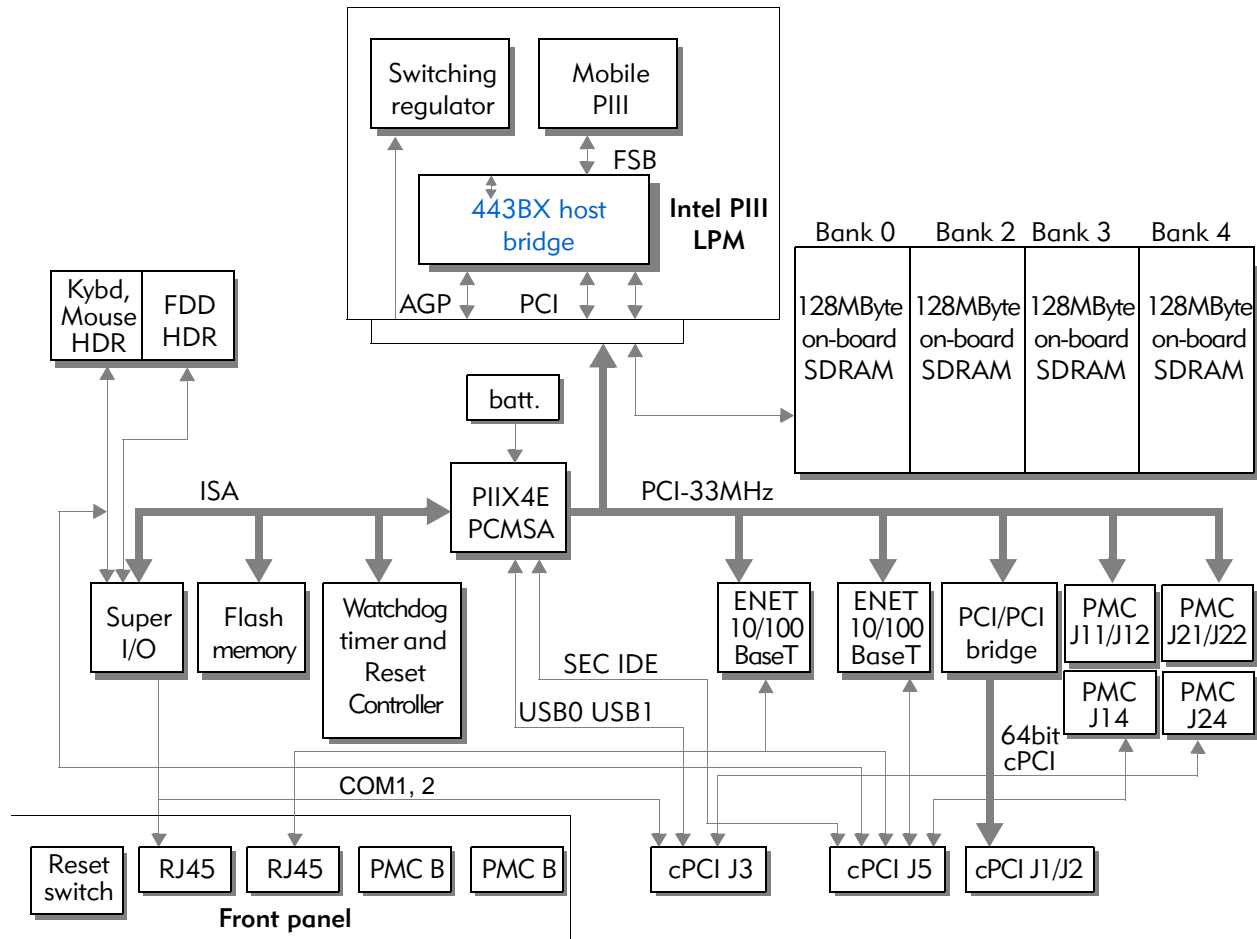 Switching
regulator
Mobile
PIII
FSB
443BX host
bridge
Intel PIII
LPM
AGP
PCI
Bank 0
Bank 2
Bank 3
Bank 4
128MByte
on-board
SDRAM
128MByte
on-board
SDRAM
128MByte
on-board
SDRAM
128MByte
on-board
SDRAM
Kybd,
Mouse
HDR
FDD
HDR
batt.
ISA
PIIX4E
PCMSA
PCI-33MHz
Super
I/O
Flash
memory
Watchdog
timer and
Reset
Controller
ENET
10/100
BaseT
ENET
10/100
BaseT
PCI/PCI
bridge
PMC
J11/J12
PMC
J21/J22
PMC
J14
PMC
J24
SEC IDE
USB0 USB1
64bit
cPCI
COM1, 2
Reset
switch
RJ45
RJ45
PMC B
PMC B
Front panel
cPCI J3
cPCI J5
cPCI J1/J2